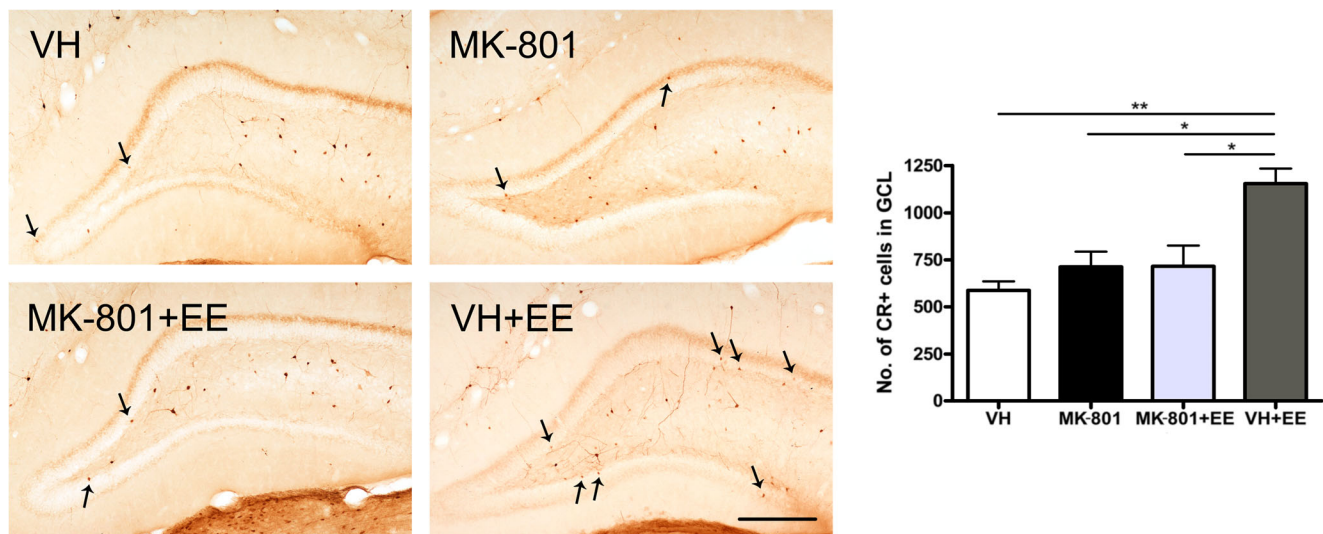 VH
MK-801
MK-801+EE
VH+EE
**
*
*
No. of CR+ cells in GCL
1250
1000
750
500
250
0
VH MK-801 MK-801+EE VH+EE